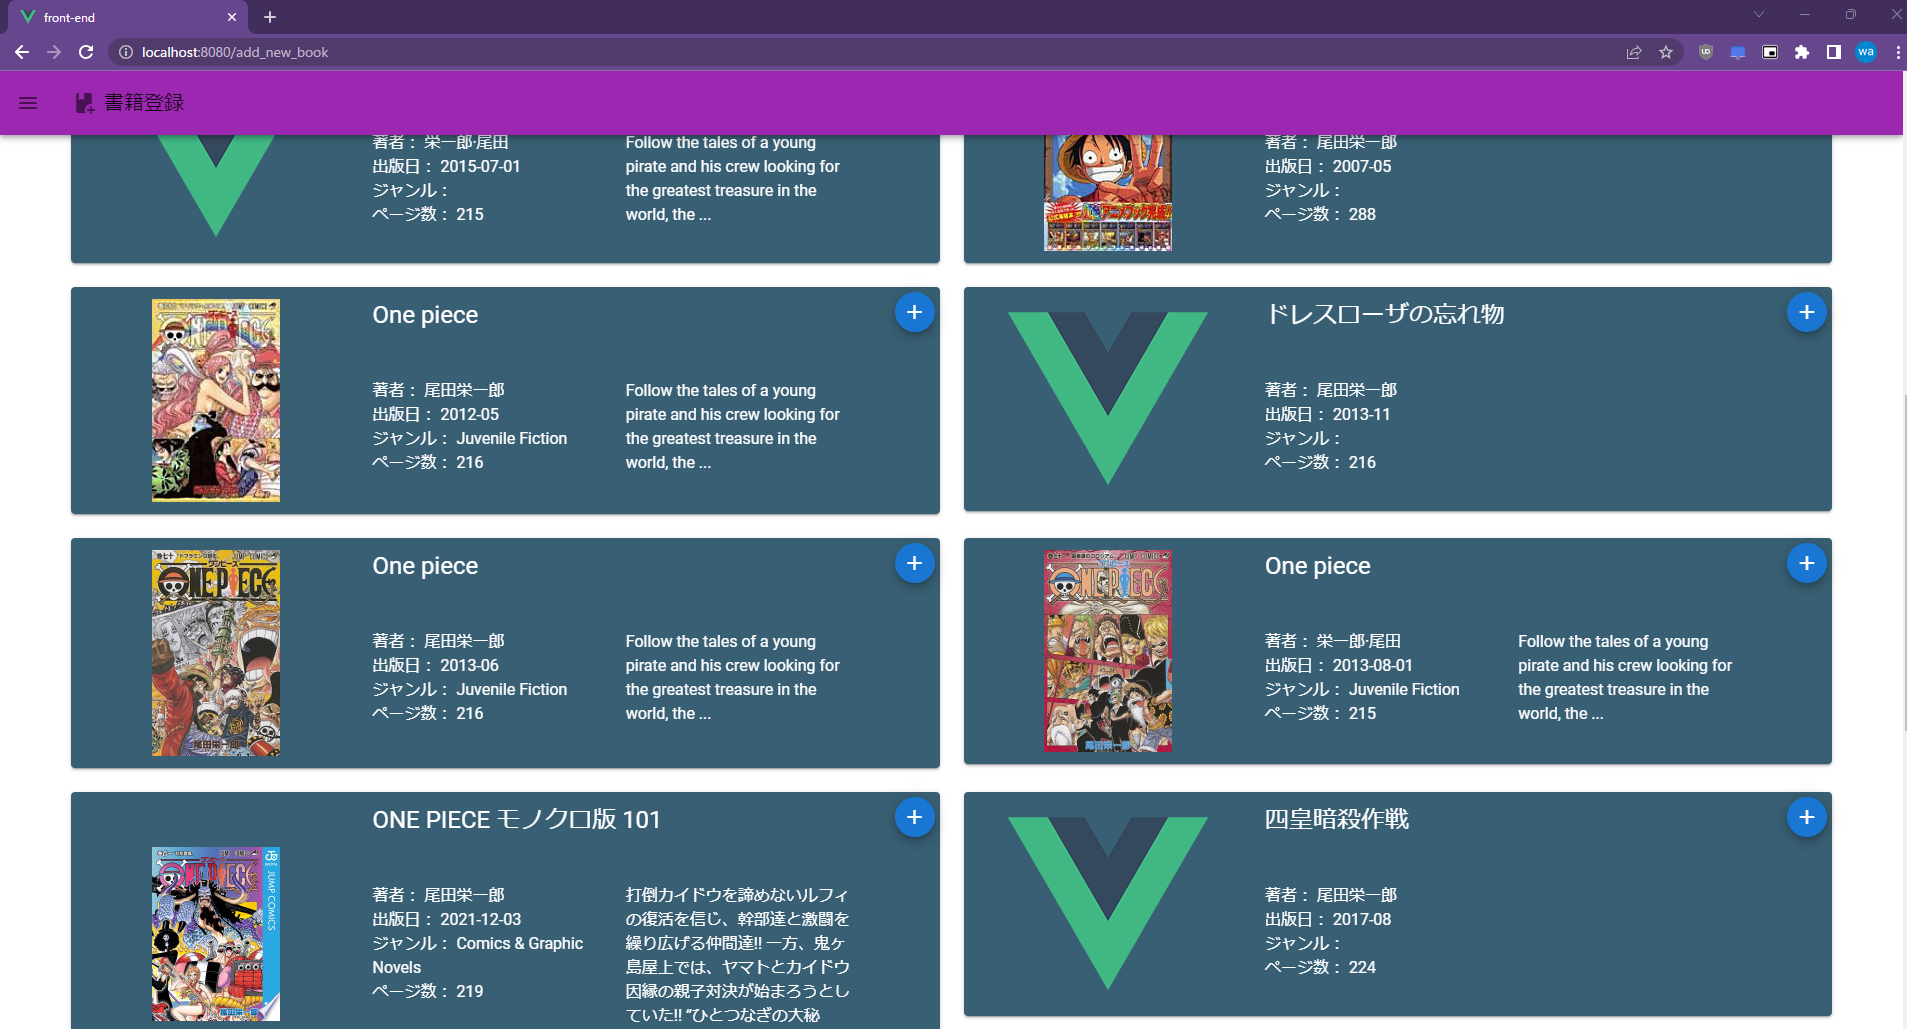 front-end
localhost:8080/add_new_book
wa
書籍登録
著者： 栄一郎·尾田
出版日： 2015-07-01
ジャンル：
ページ数： 215
Follow the tales of a young
pirate and his crew looking for
the greatest treasure in the
world, the ...
著者： 尾田栄一郎
出版日： 2007-05
ジャンル：
ページ数： 288
One piece
著者： 尾田栄一郎
出版日： 2012-05
ジャンル： Juvenile Fiction
ページ数： 216
Follow the tales of a young
pirate and his crew looking for
the greatest treasure in the
world, the ...
ドレスローザの忘れ物
著者： 尾田栄一郎
出版日： 2013-11
ジャンル：
ページ数： 216
ONE PIECE
One piece
著者： 尾田栄一郎
出版日： 2013-06
ジャンル： Juvenile Fiction
ページ数： 216
Follow the tales of a young
pirate and his crew looking for
the greatest treasure in the
world, the ...
ONE PIECE
尾田栄一郎
One piece
著者： 栄一郎·尾田
出版日： 2013-08-01
ジャンル： Juvenile Fiction
ページ数： 215
Follow the tales of a young
pirate and his crew looking for
the greatest treasure in the
world, the ...
JUMP COMICS
ONE PIECE モノクロ版 101
著者： 尾田栄一郎
出版日： 2021-12-03
ジャンル： Comics & Graphic
Novels
ページ数： 219
打倒カイドウを諦めないルフィ
の復活を信じ、幹部達と激闘を
繰り広げる仲間達!! 一方、鬼ヶ
島屋上では、ヤマトとカイドウ
因縁の親子対決が始まろうとし
ていた!! “ひとつなぎの大秘
四皇暗殺作戦
著者： 尾田栄一郎
出版日： 2017-08
ジャンル：
ページ数： 224